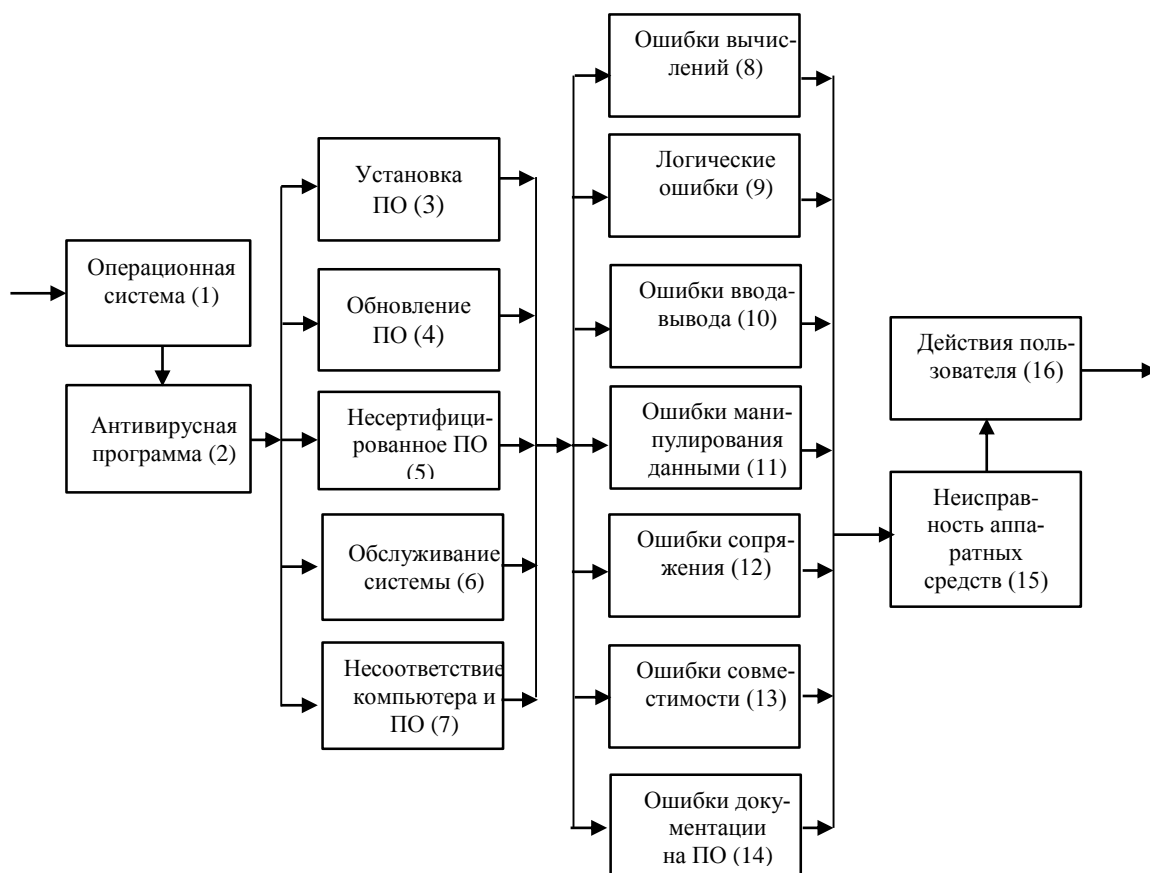 Операционная
система (1)
Антивирусная
программа (2)
Установка
ПО (3)
Обновление
ПО (4)
Несертифици-
рованное ПО
(5)
Обслуживание
системы (6)
Несоответствие
компьютера и
ПО (7)
Ошибки вычис-
лений (8)
Логические
ошибки (9)
Ошибки ввода-
вывода (10)
Ошибки мани-
пулирования
данными (11)
Ошибки сопря-
жения (12)
Ошибки совме-
стимости (13)
Ошибки доку-
ментации
на ПО (14)
Неисправ-
ность аппа-
ратных
средств (15)
Действия поль-
зователя (16)